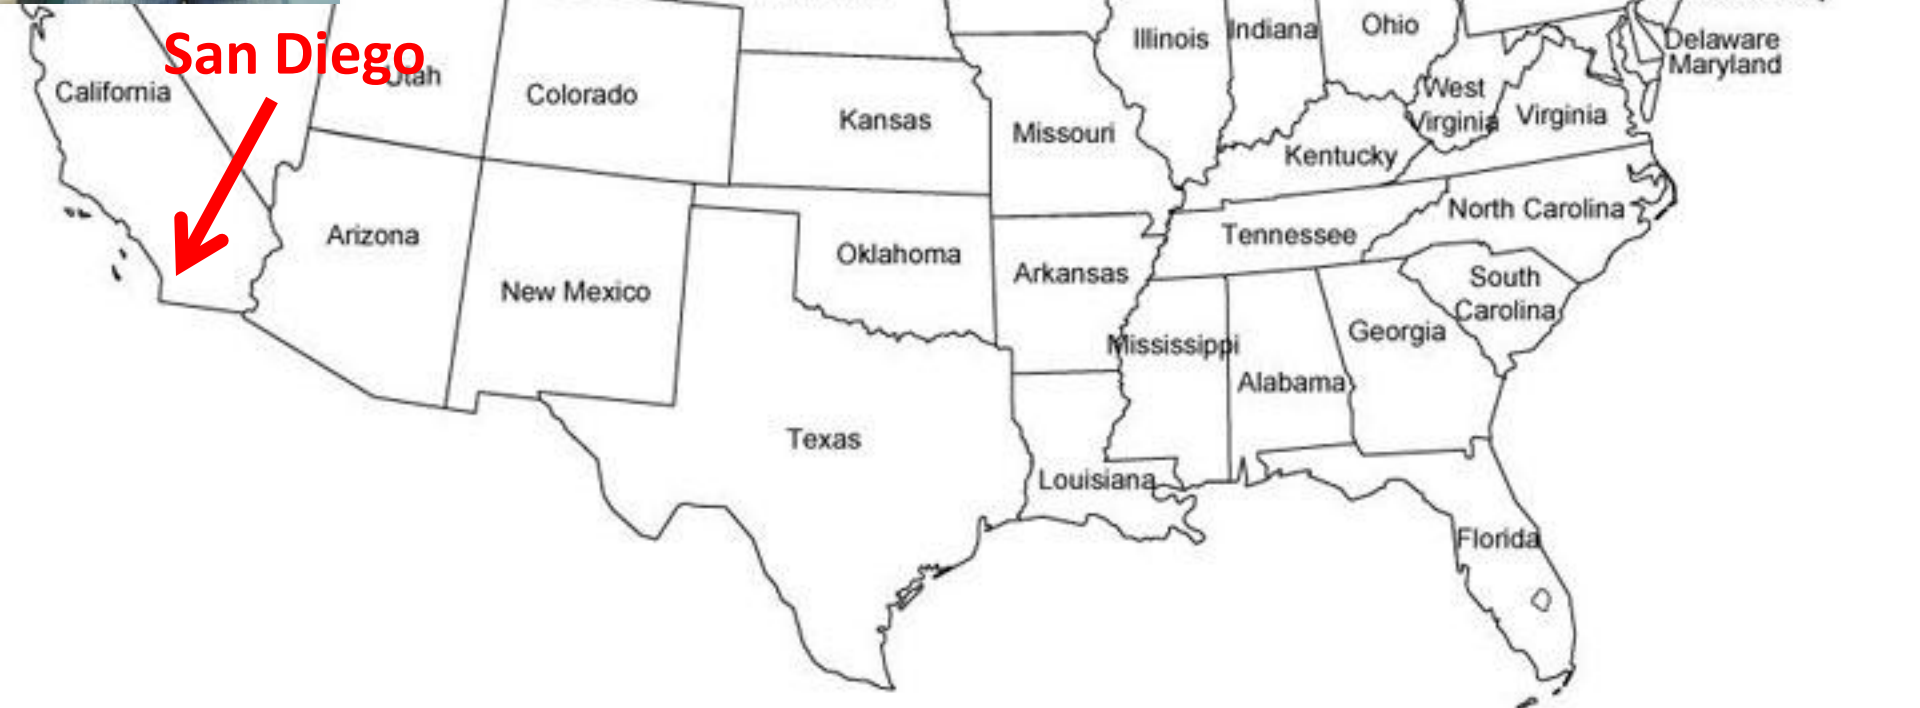 San Diego
California
Utah
Colorado
Kansas
Missouri
Illinois
Indiana
Ohio
West
Virginia
Virginia
Delaware
Maryland
Kentucky
Arizona
New Mexico
Oklahoma
Arkansas
Tennessee
North Carolina
South
Carolina
Mississippi
Alabama
Georgia
Texas
Louisiana
Florida